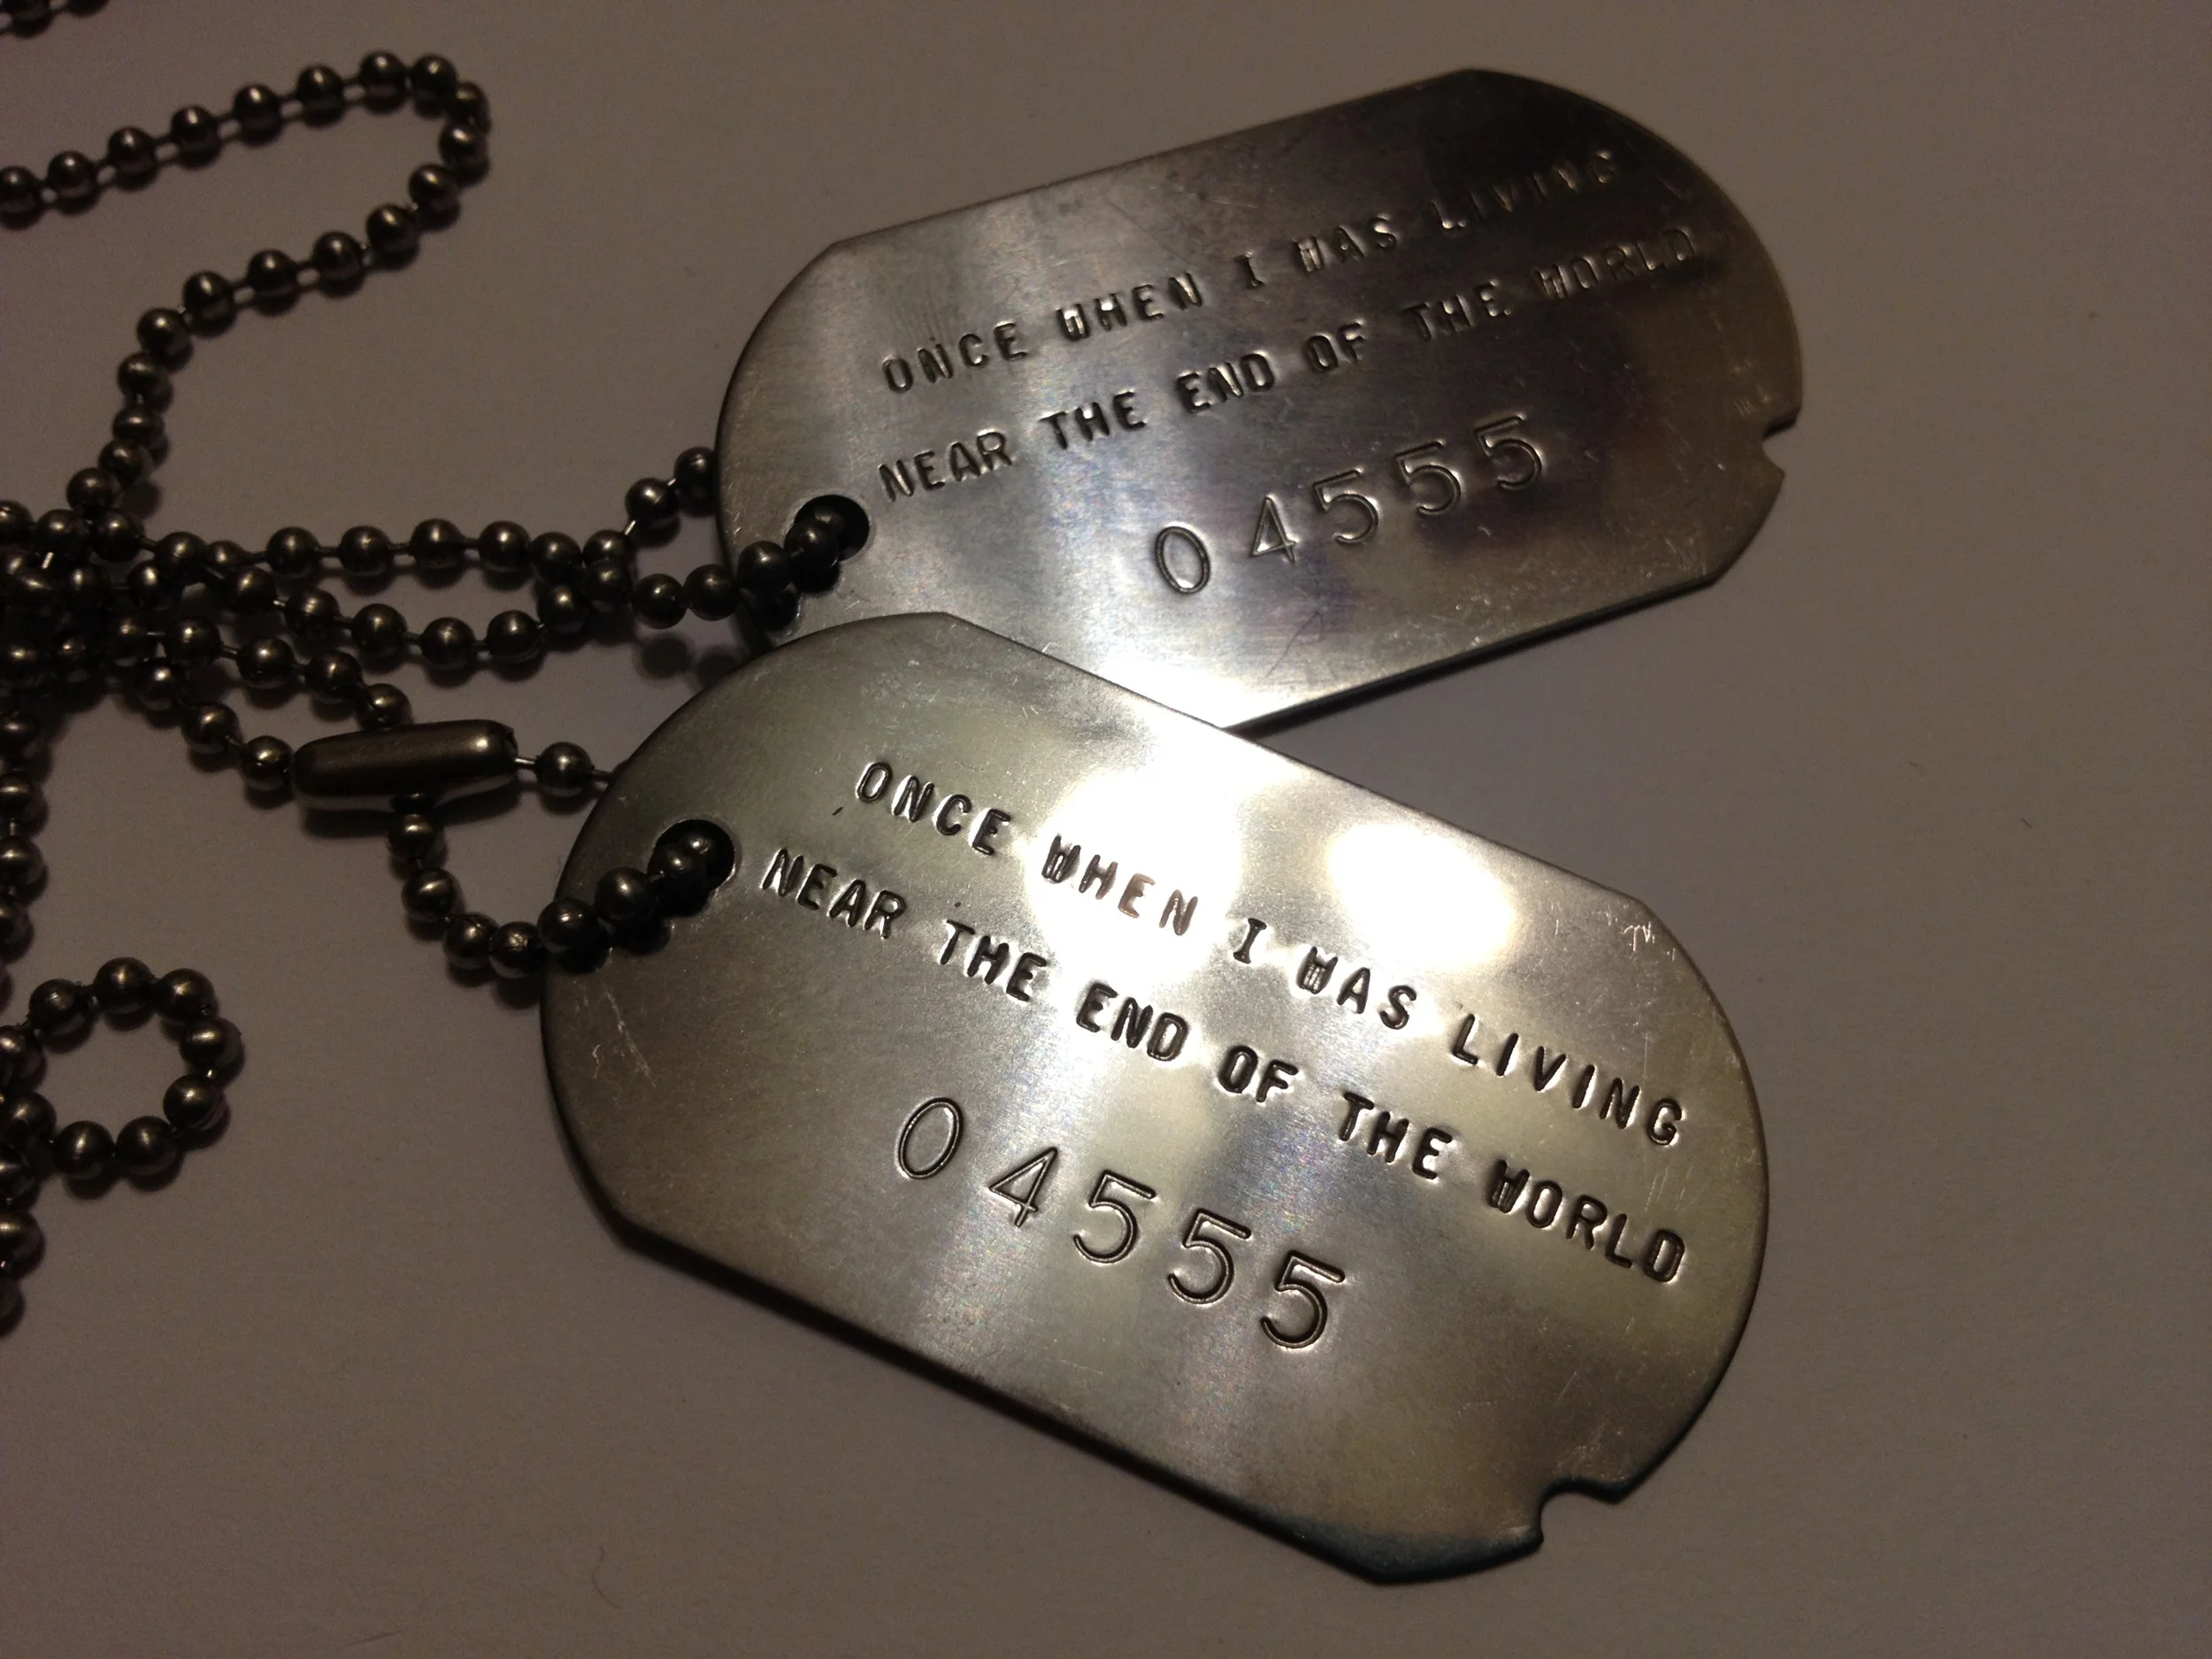 ONCE WHEN I WAS LIVING
NEAR THE END OF THE WORLD
04555
ONCE WHEN I WAS LIVING
NEAR THE END OF THE WORLD
04555